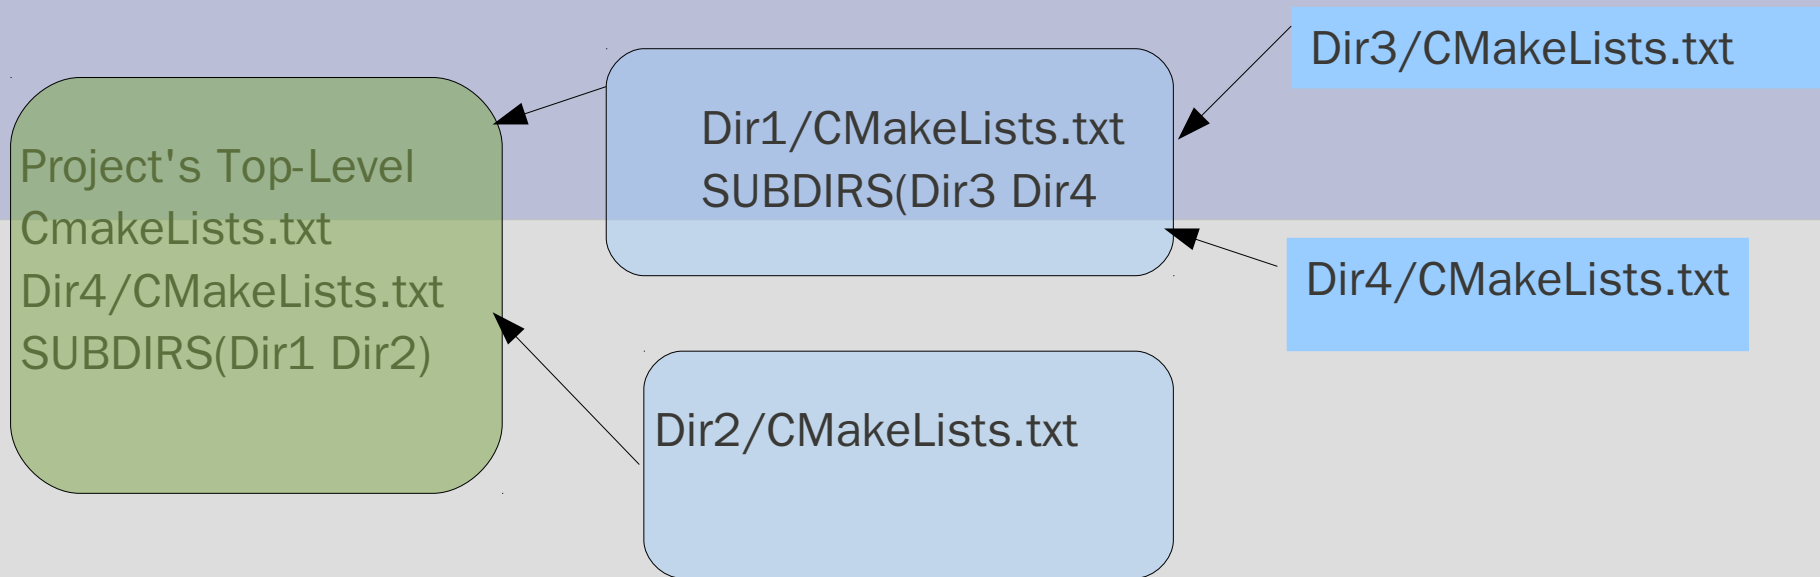 Project's Top-Level
CmakeLists.txt
Dir4/CMakeLists.txt
SUBDIRS(Dir1 Dir2)
Dir1/CMakeLists.txt
SUBDIRS(Dir3 Dir4
Dir2/CMakeLists.txt
Dir3/CMakeLists.txt
Dir4/CMakeLists.txt